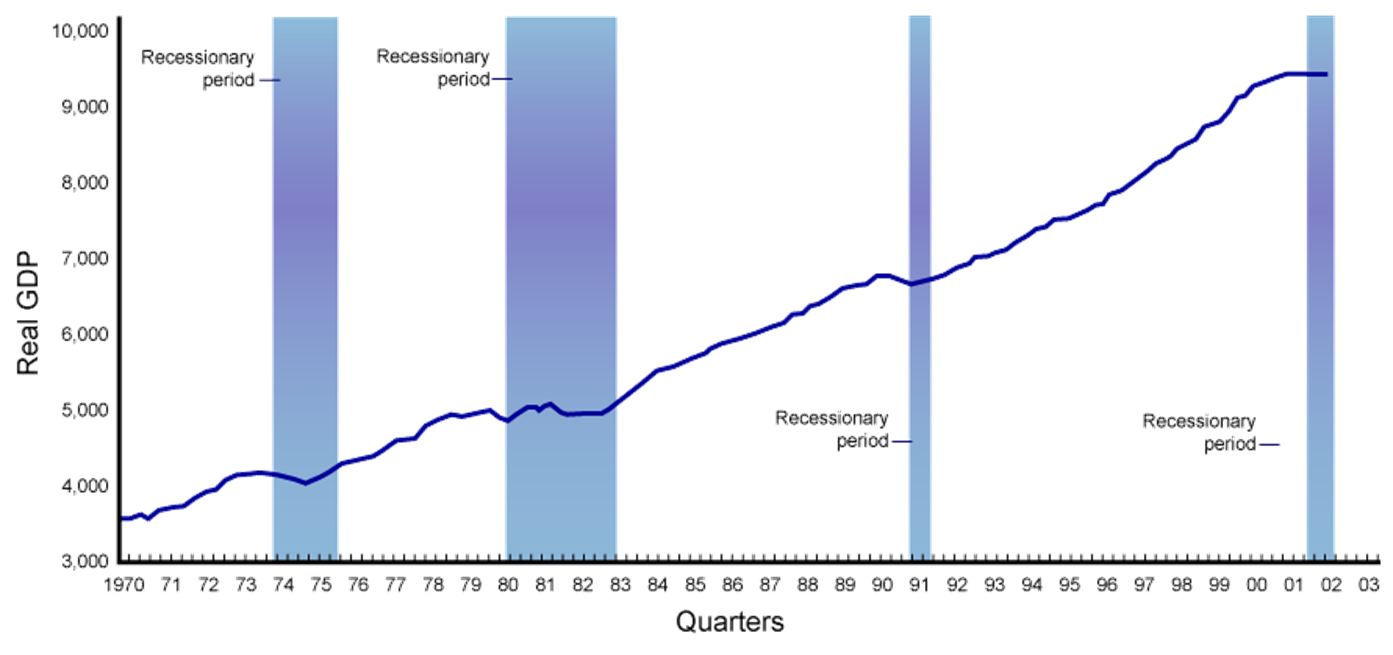 10,000
9,000
8,000
7,000
6,000
5,000
4,000
3,000
Real GDP
Recessionary
period
Recessionary
period
Recessionary
period
Recessionary
period
1970 71 72 73 74 75 76 77 78 79 80 81 82 83 84 85 86 87 88 89 90 91 92 93 94 95 96 97 98 99 00 01 02 03
Quarters